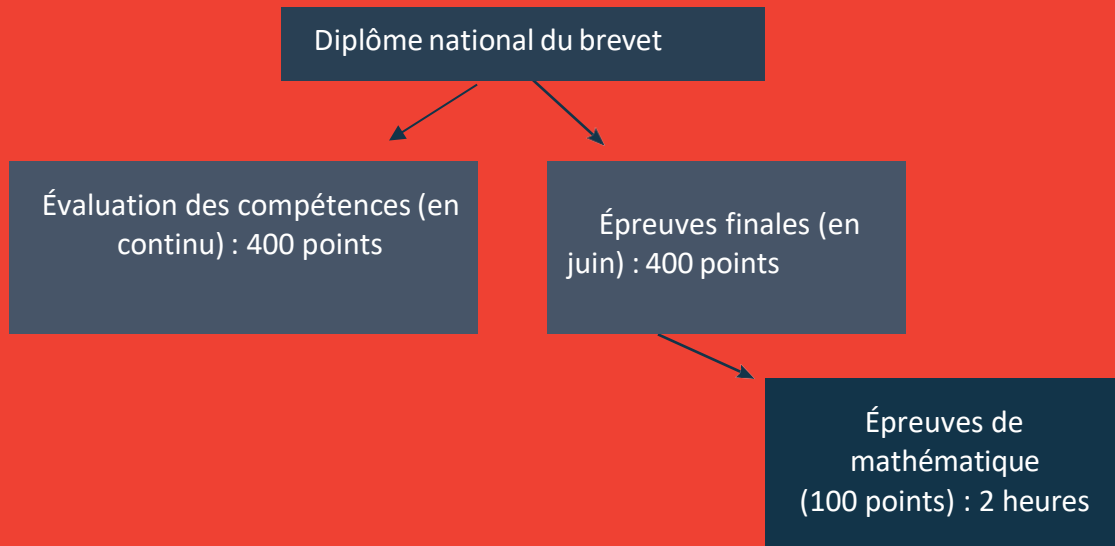 Diplôme national du brevet
Évaluation des compétences (en
continu) : 400 points
Épreuves finales (en
juin) : 400 points
Épreuves de
mathématique
(100 points) : 2 heures